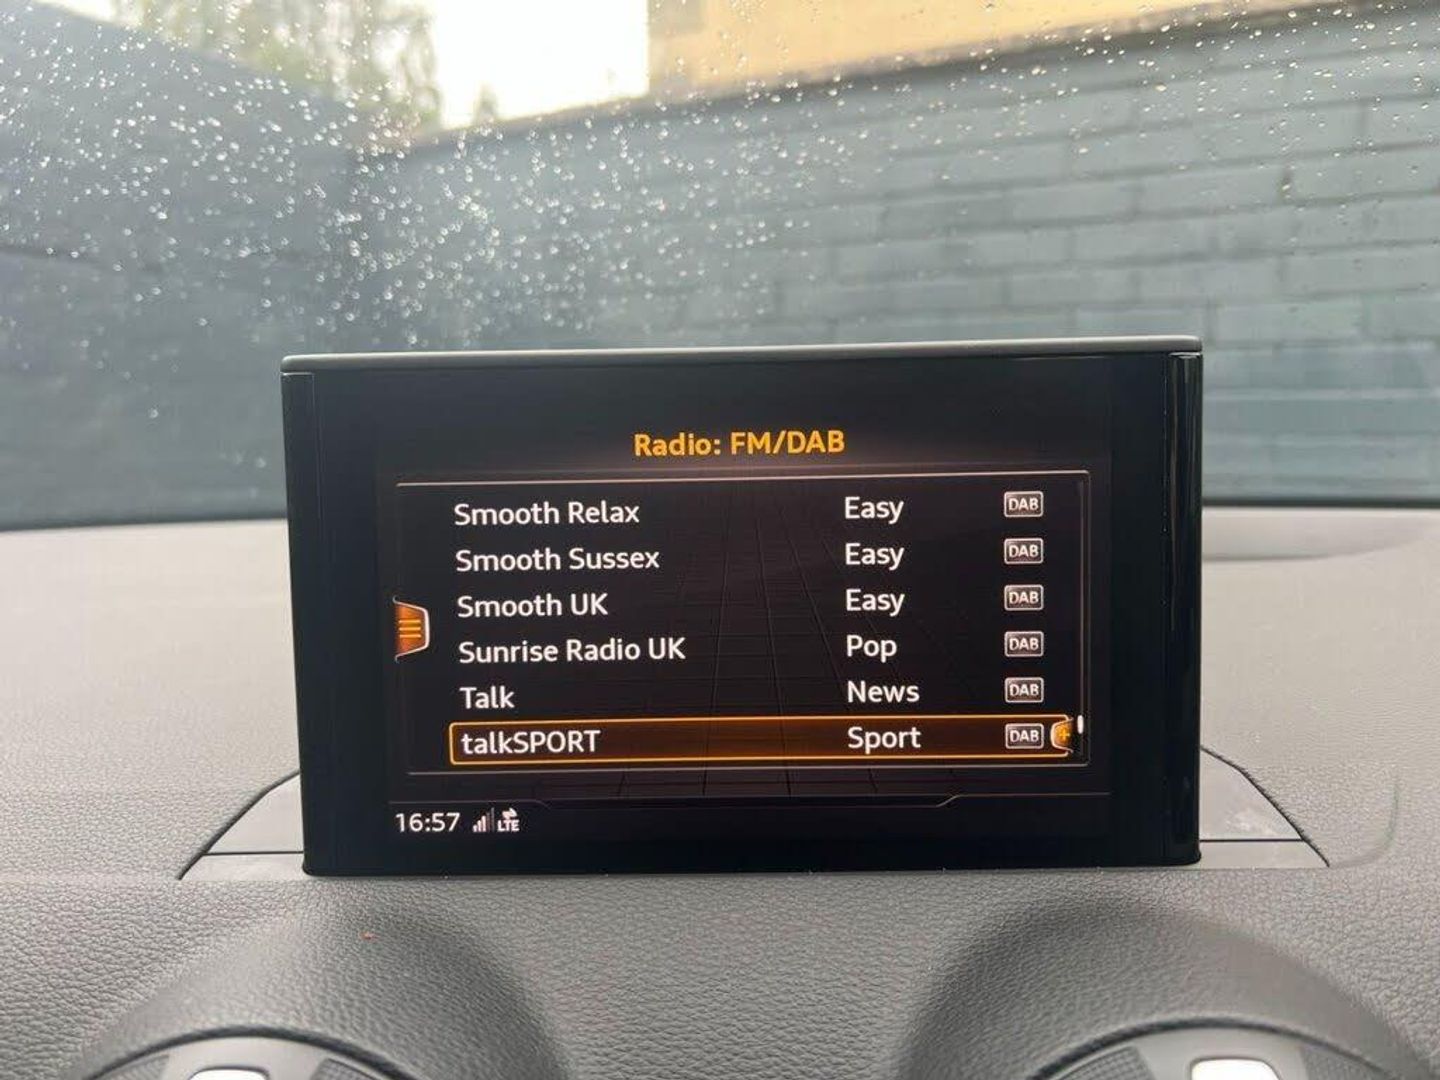 Radio: FM/DAB
Smooth Relax Easy DAB
Smooth Sussex Easy DAB
Smooth UK Easy DAB
Sunrise Radio UK Pop DAB
Talk News DAB
talkSPORT Sport DAB +
16:57 LTE